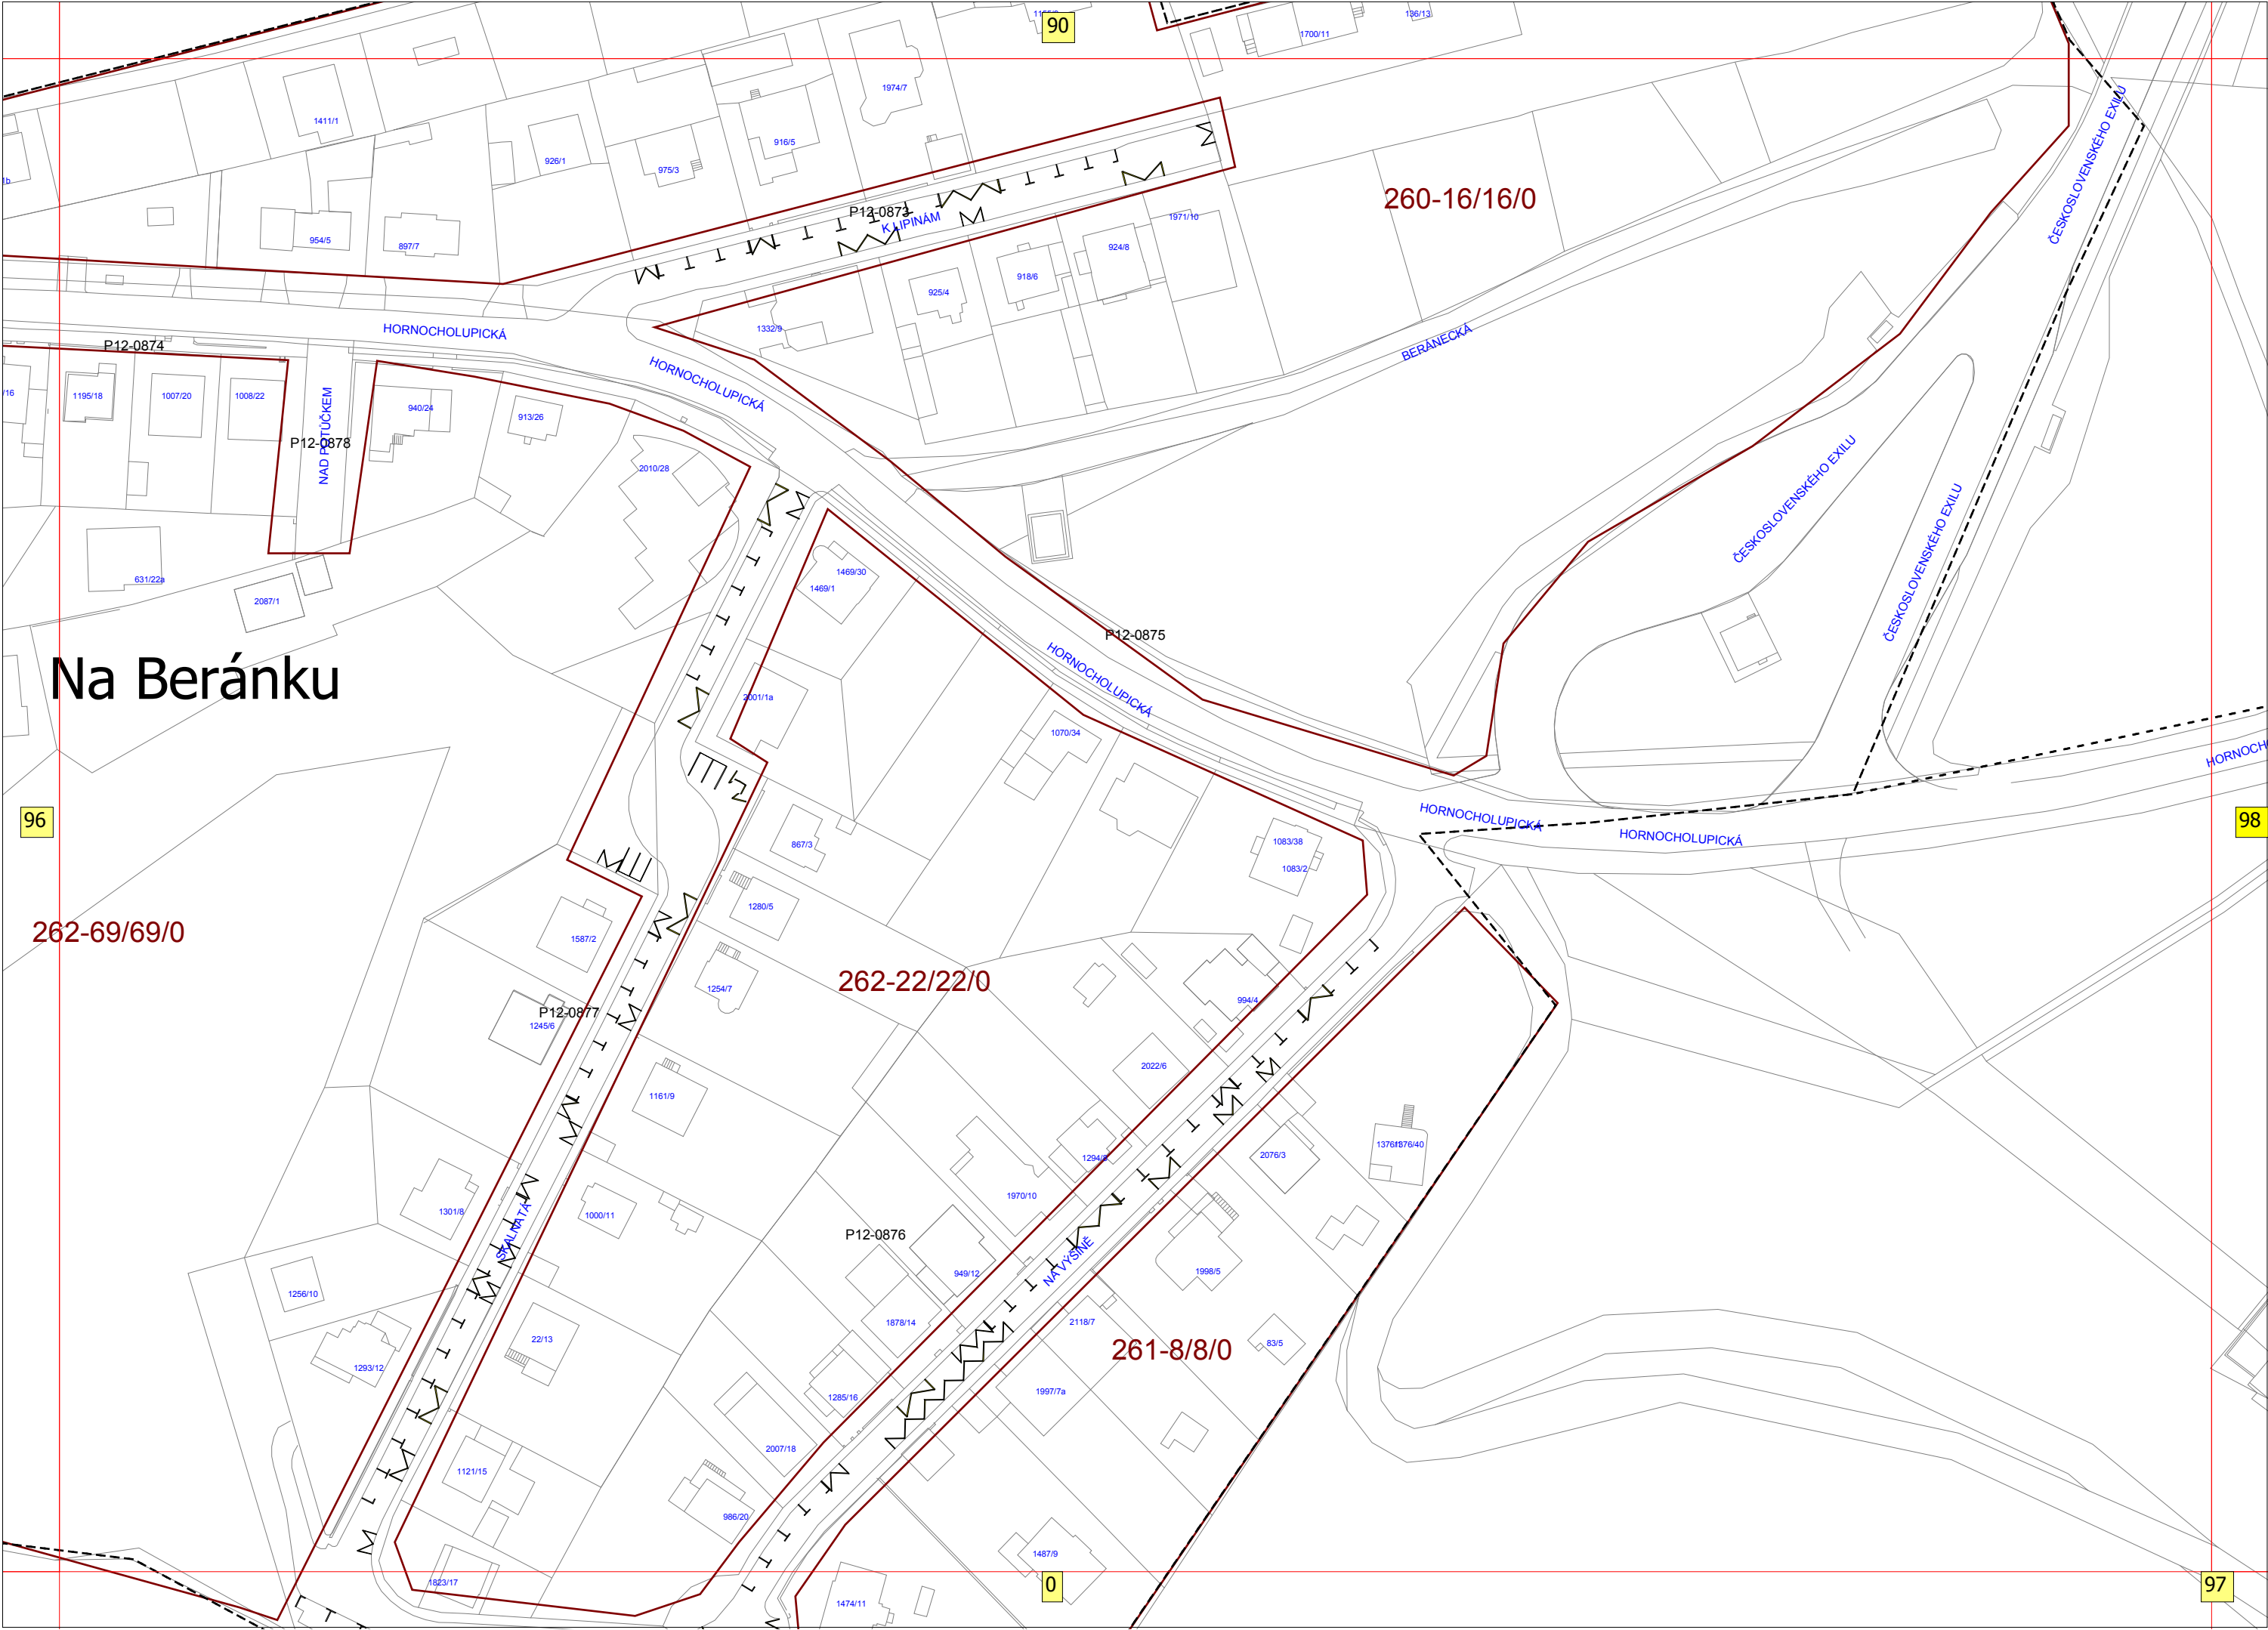 90
136/13
1700/11
1974/7
1411/1
916/5
926/1
975/3
1b
260-16/16/0
ČESKOSLOVENSKÉHO EXILU
P12-0873
K LIPINÁM
1971/10
954/5
897/7
924/8
918/6
925/4
1332/9
HORNOCHOLUPICKÁ
BERÁNECKÁ
P12-0874
HORNOCHOLUPICKÁ
/16
1195/18
1007/20
1008/22
NAD POTŮČKEM
940/24
913/26
P12-0878
2010/28
ČESKOSLOVENSKÉHO EXILU
ČESKOSLOVENSKÉHO EXILU
631/22a
2087/1
1469/30
1469/1
P12-0875
HORNOCHOLUPICKÁ
Na Beránku
2001/1a
1070/34
HORNOCH
96
HORNOCHOLUPICKÁ
HORNOCHOLUPICKÁ
98
867/3
1083/38
1083/2
1280/5
262-69/69/0
1587/2
262-22/22/0
1254/7
994/4
P12-0877
1245/6
2022/6
1161/9
1376/1
1376/40
1294/8
2076/3
1970/10
1301/8
1000/11
SKALNATÁ
P12-0876
NA VÝŠINĚ
949/12
1998/5
1256/10
1878/14
2118/7
22/13
261-8/8/0
83/5
1293/12
1285/16
1997/7a
2007/18
1121/15
986/20
1487/9
1823/17
0
97
1474/11